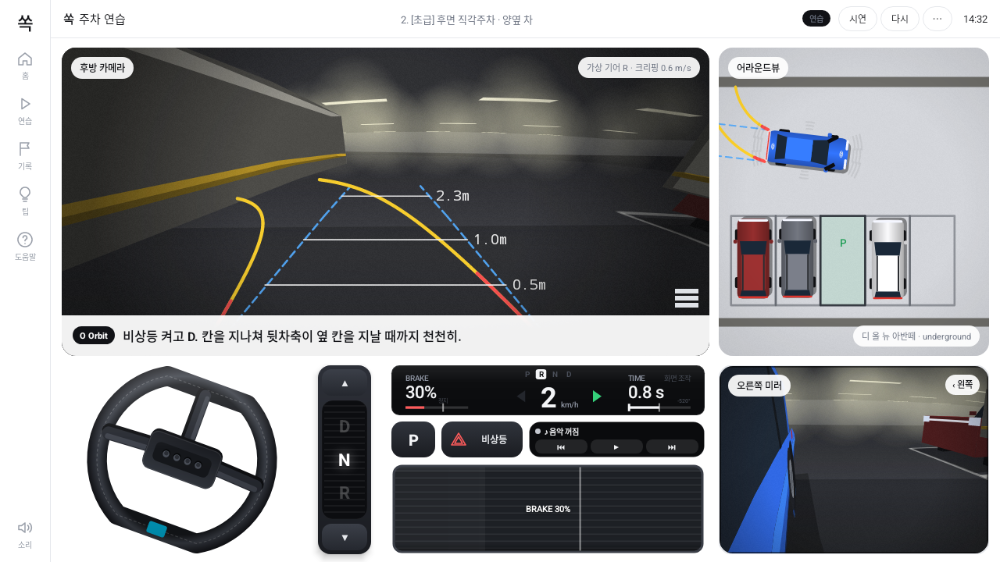 쏙
홈
연습
기록
팁
도움말
소리
쏙 주차 연습
2. [초급] 후면 직각주차 · 양옆 차
연습
시연
다시
···
14:32
후방 카메라
가상 기어 R · 크리핑 0.6 m/s
2.3m
1.0m
0.5m
O Orbit
비상등 켜고 D. 칸을 지나쳐 뒷차축이 옆 칸을 지날 때까지 천천히.
어라운드뷰
P
디 올 뉴 아반떼 · underground
D
N
R
BRAKE
30%
P R N D
2 km/h
TIME
화면 조작
0.8 s
P
비상등
♪ 음악 꺼짐
BRAKE 30%
오른쪽 미러
‹ 왼쪽